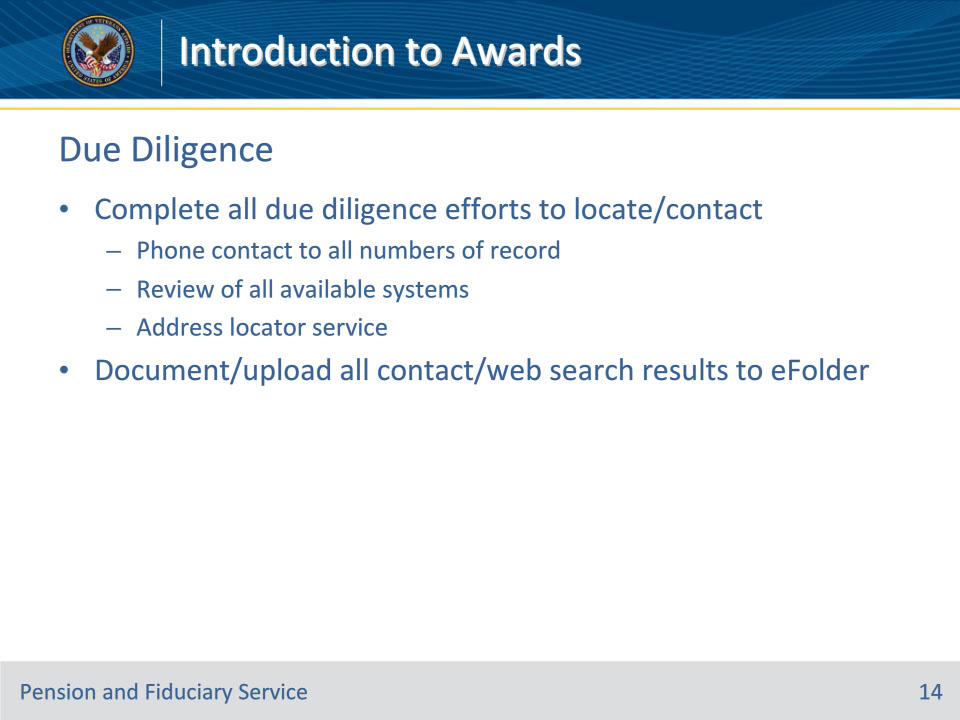 Introduction to Awards
Due Diligence
• Complete all due diligence efforts to locate/contact
– Phone contact to all numbers of record
– Review of all available systems
– Address locator service
• Document/upload all contact/web search results to eFolder
Pension and Fiduciary Service
14